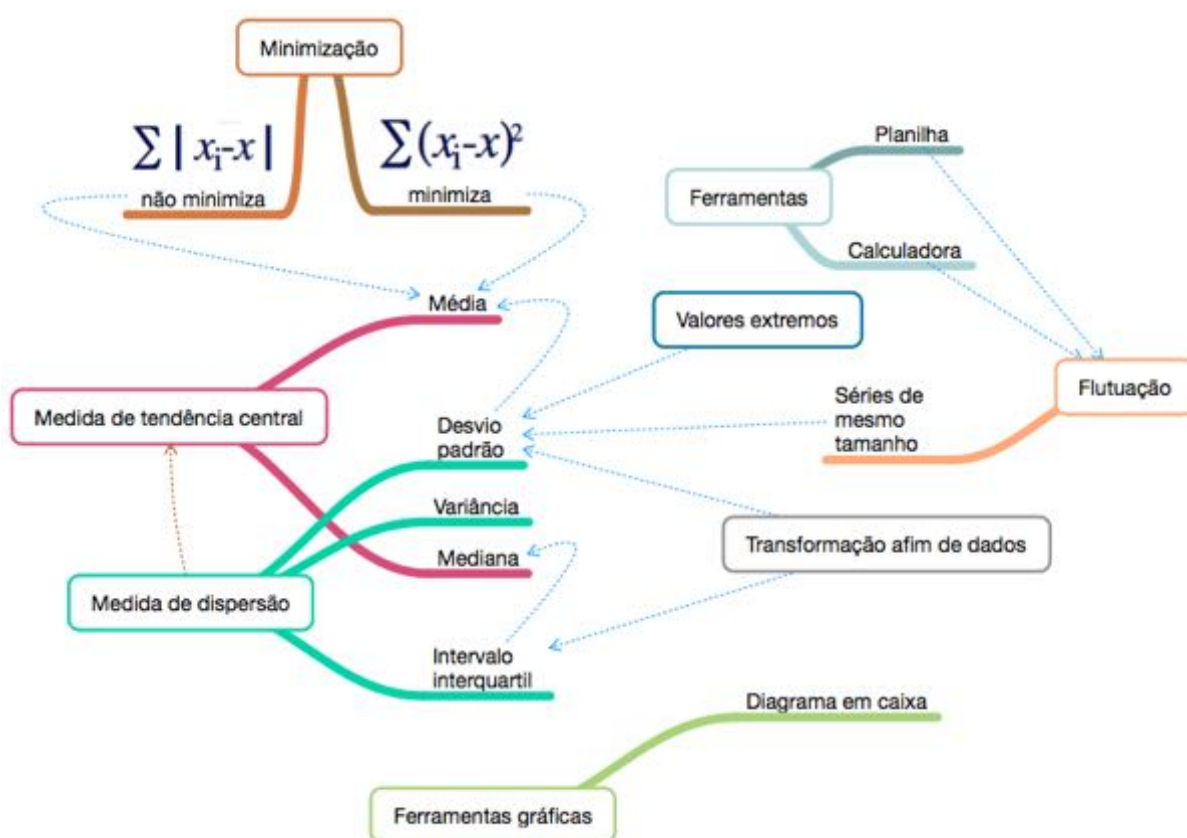 Minimização
∑ | xᵢ-x |
∑(xᵢ-x)²
não minimiza
minimiza
Planilha
Ferramentas
Calculadora
Média
Valores extremos
Flutuação
Medida de tendência central
Desvio
padrão
Séries de
mesmo
tamanho
Variância
Mediana
Transformação afim de dados
Medida de dispersão
Intervalo
interquartil
Diagrama em caixa
Ferramentas gráficas